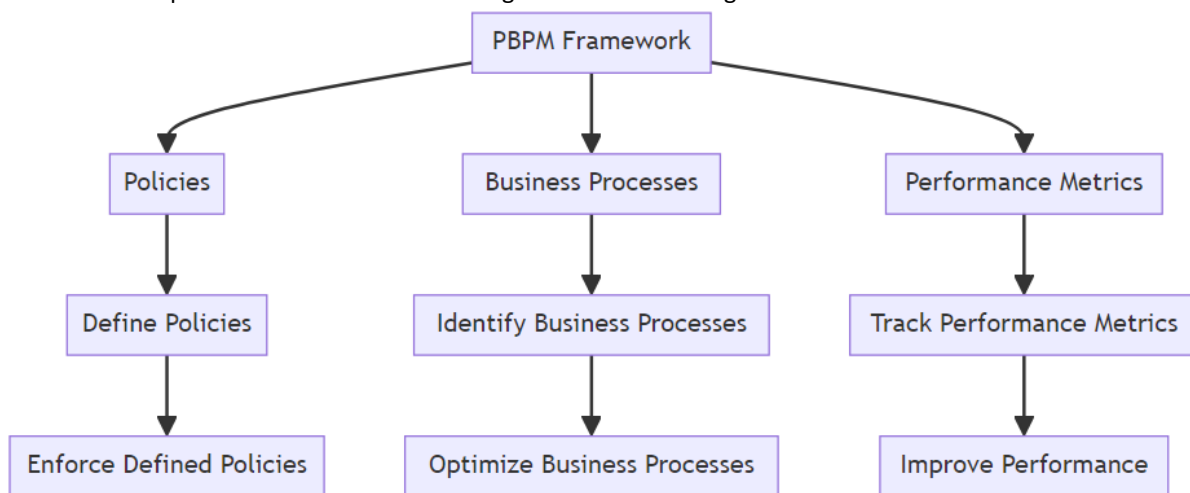 PBPM Framework
Policies
Business Processes
Performance Metrics
Define Policies
Identify Business Processes
Track Performance Metrics
Enforce Defined Policies
Optimize Business Processes
Improve Performance